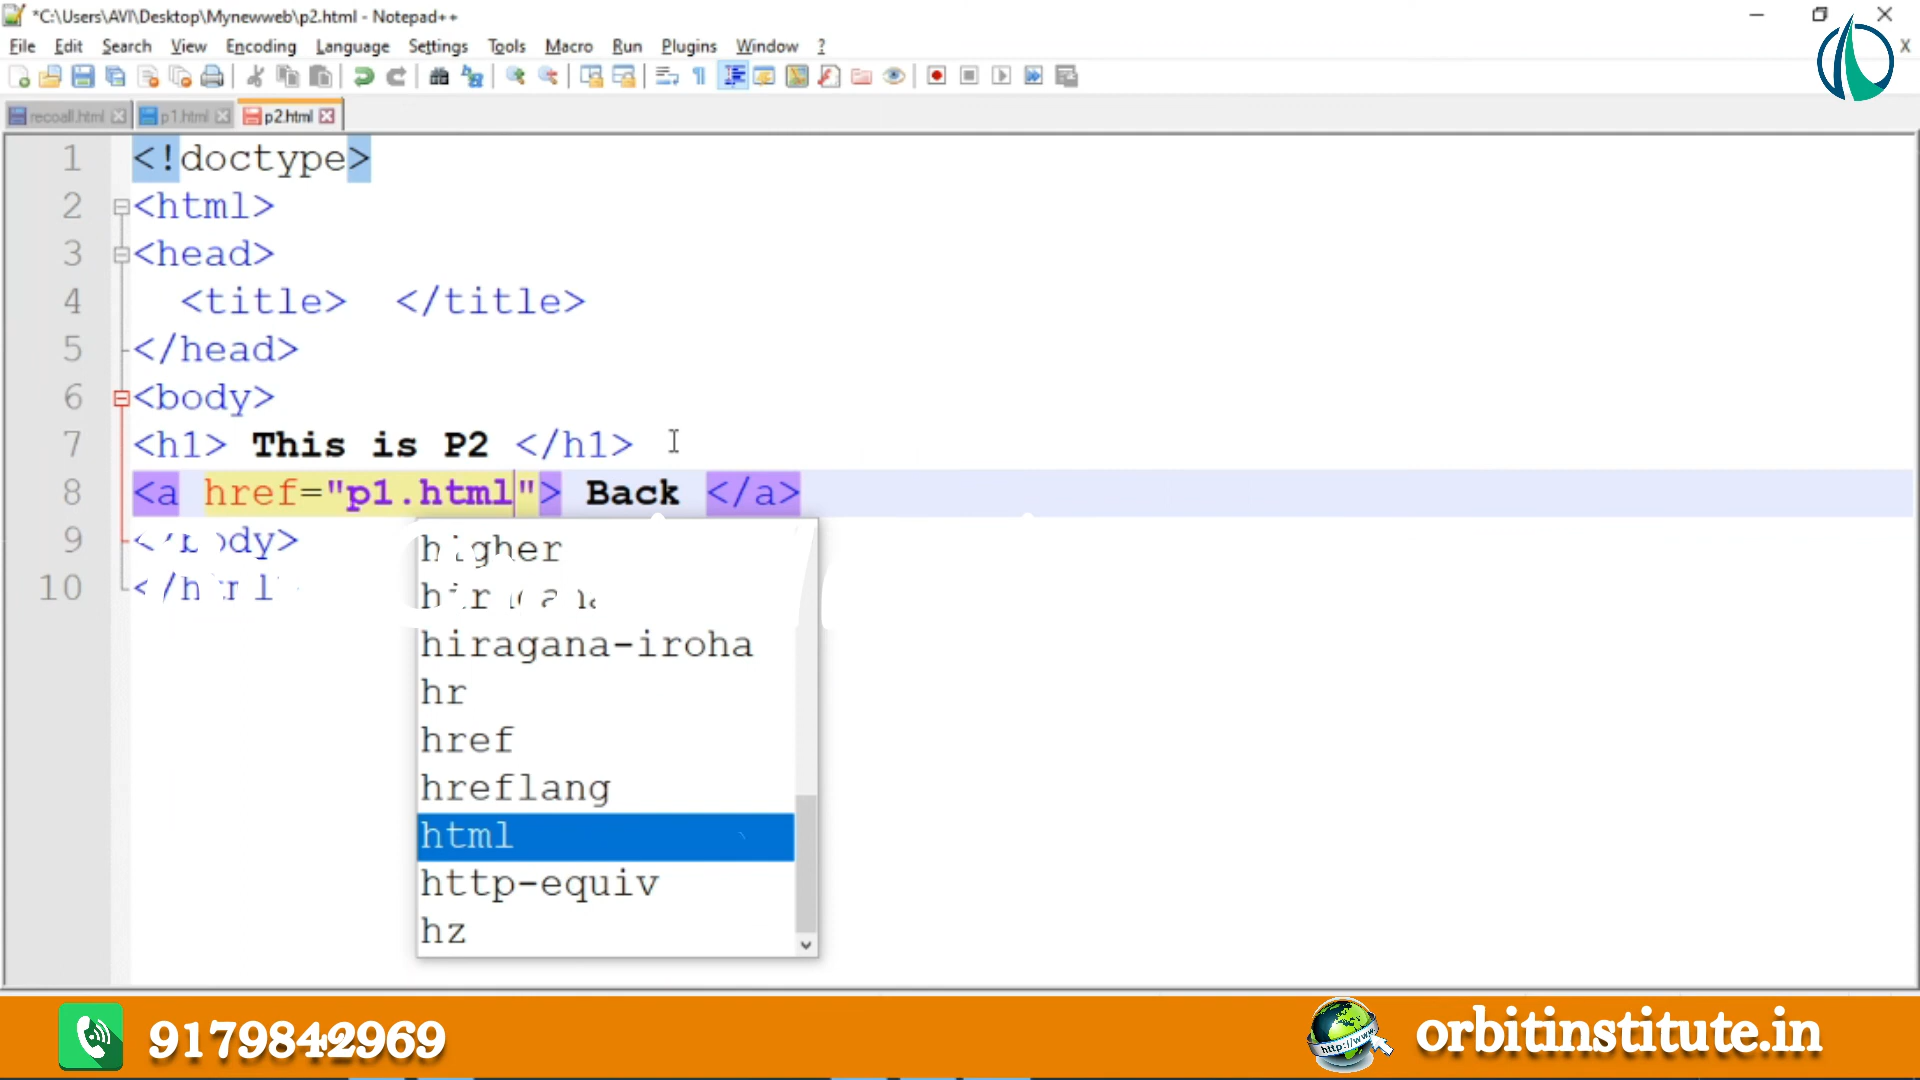 *C:\Users\AVI\Desktop\Mynewweb\p2.html - Notepad++
File Edit Search View Encoding Language Settings Tools Macro Run Plugins Window ?
X
recoall.html p1.html p2.html
1 <!doctype>
2 <html>
3 <head>
4 <title> </title>
5 </head>
6 <body>
7 <h1> This is P2 </h1>
8 <a href="p1.html"> Back </a>
9
10
higher
hiragana-iroha
hr
href
hreflang
html
http-equiv
hz
9179842969
http://www.
orbitinstitute.in